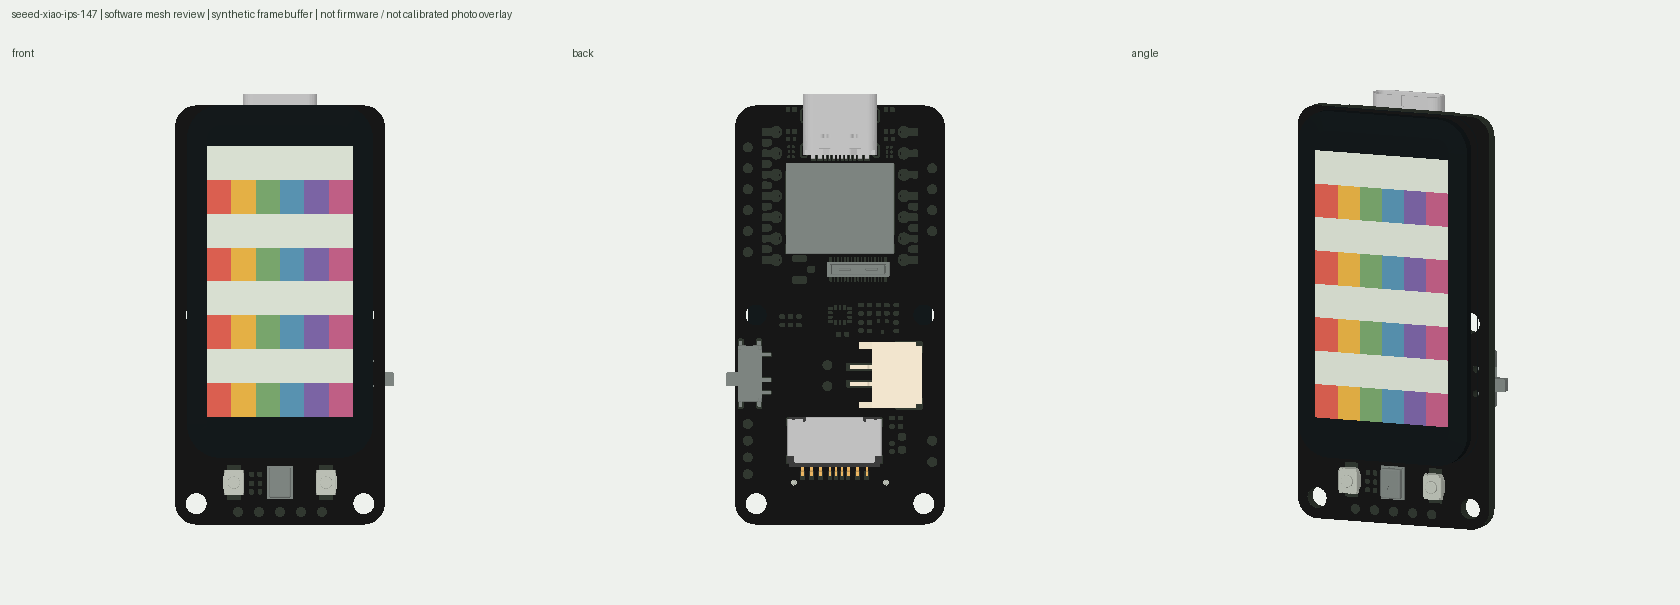 seeed-xiao-ips-147 | software mesh review | synthetic framebuffer | not firmware / not calibrated photo overlay
front
back
angle